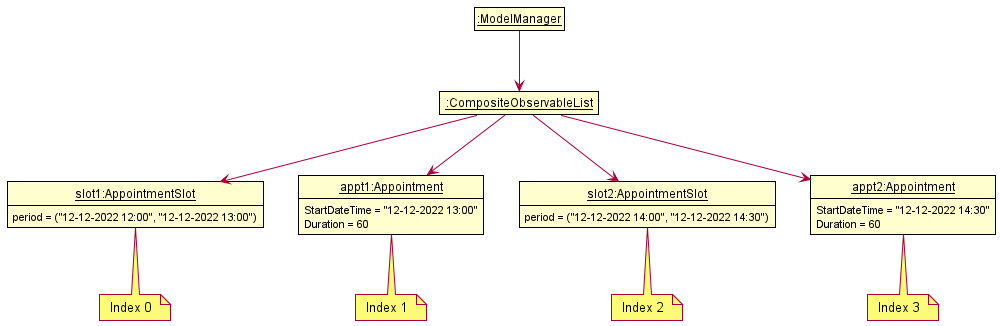 :ModelManager
:CompositeObservableList
slot1:AppointmentSlot
period = ("12-12-2022 12:00", "12-12-2022 13:00")
appt1:Appointment
StartDateTime = "12-12-2022 13:00"
Duration = 60
slot2:AppointmentSlot
period = ("12-12-2022 14:00", "12-12-2022 14:30")
appt2:Appointment
StartDateTime = "12-12-2022 14:30"
Duration = 60
Index 0
Index 1
Index 2
Index 3